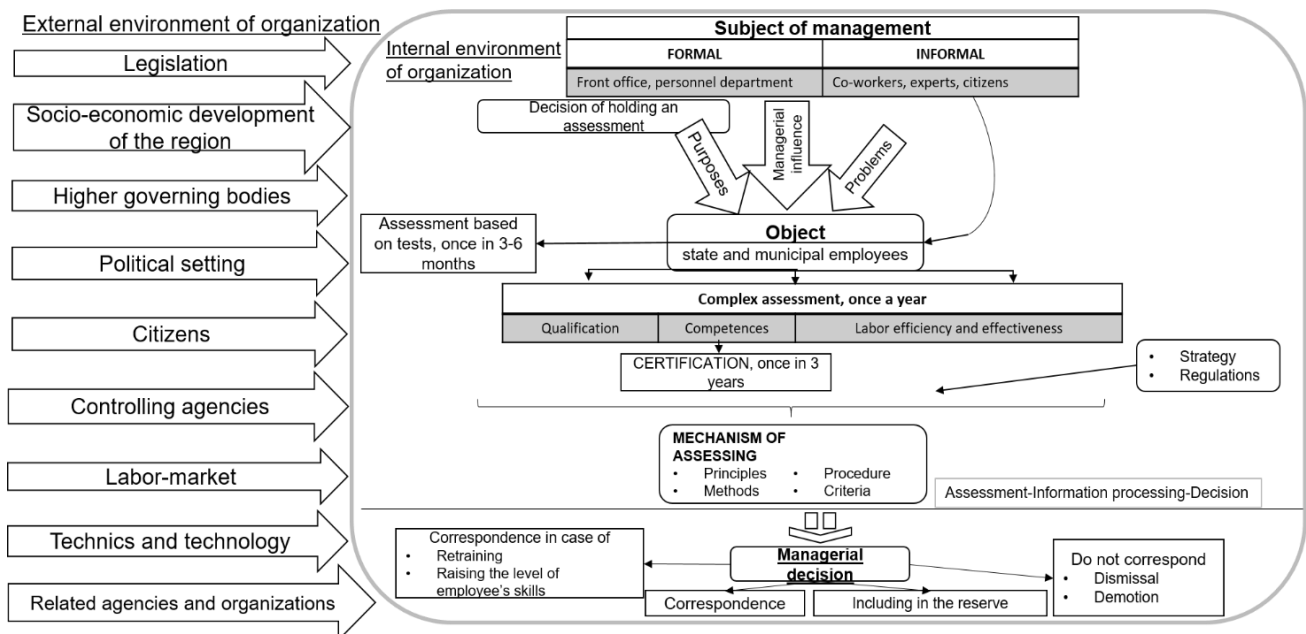 External environment of organization
Legislation
Socio-economic development
of the region
Higher governing bodies
Political setting
Citizens
Controlling agencies
Labor-market
Technics and technology
Related agencies and organizations
Internal environment
of organization
Subject of management
FORMAL
INFORMAL
Front office, personnel department
Co-workers, experts, citizens
Decision of holding an
assessment
Purposes
Managerial
influence
Problems
Assessment based
on tests, once in 3-6
months
Object
state and municipal employees
Complex assessment, once a year
Qualification
Competences
Labor efficiency and effectiveness
CERTIFICATION, once in 3
years
• Strategy
• Regulations
MECHANISM OF
ASSESSING
• Principles • Procedure
• Methods • Criteria
Assessment-Information processing-Decision
Correspondence in case of
• Retraining
• Raising the level of
employee's skills
Managerial
decision
Correspondence
Including in the reserve
Do not correspond
• Dismissal
• Demotion